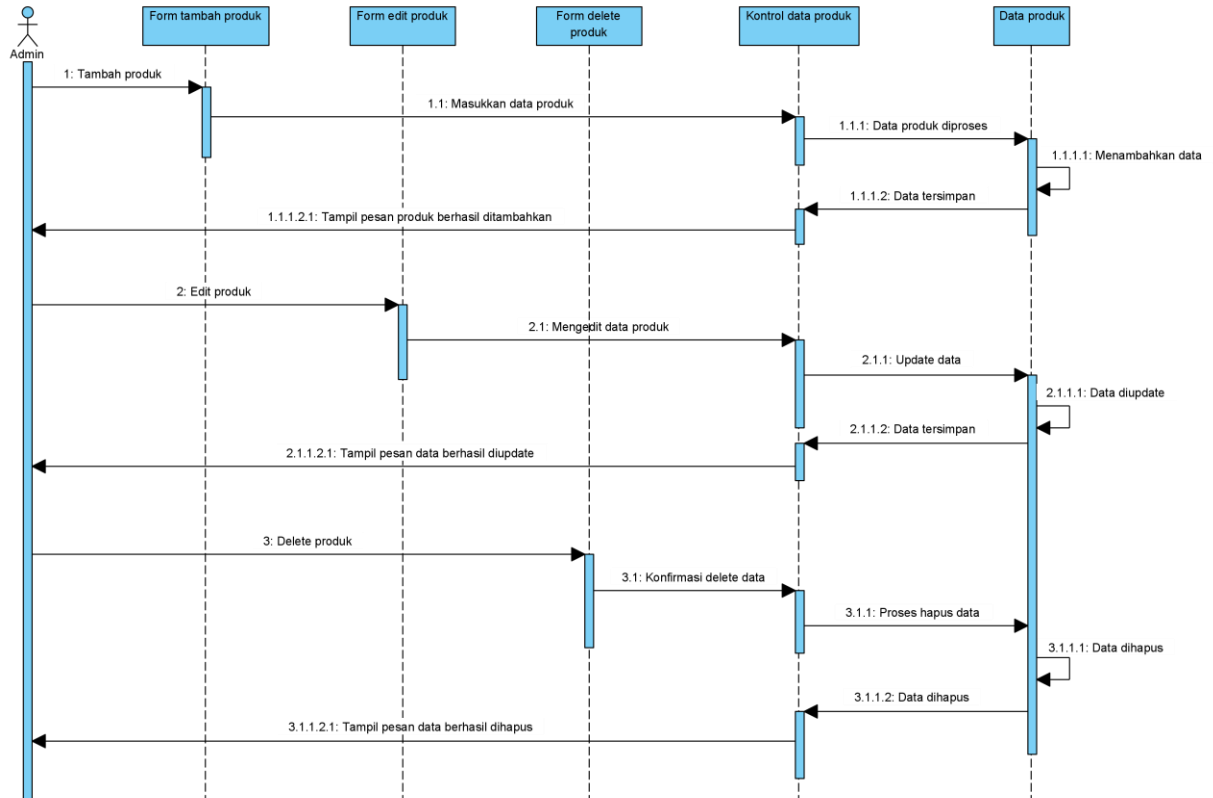 Form tambah produk
Form edit produk
Form delete
produk
Kontrol data produk
Data produk
Admin
1: Tambah produk
1.1: Masukkan data produk
1.1.1: Data produk diproses
1.1.1.1: Menambahkan data
1.1.1.2: Data tersimpan
1.1.1.2.1: Tampil pesan produk berhasil ditambahkan
2: Edit produk
2.1: Mengedit data produk
2.1.1: Update data
2.1.1.1: Data diupdate
2.1.1.2: Data tersimpan
2.1.1.2.1: Tampil pesan data berhasil diupdate
3: Delete produk
3.1: Konfirmasi delete data
3.1.1: Proses hapus data
3.1.1.1: Data dihapus
3.1.1.2: Data dihapus
3.1.1.2.1: Tampil pesan data berhasil dihapus